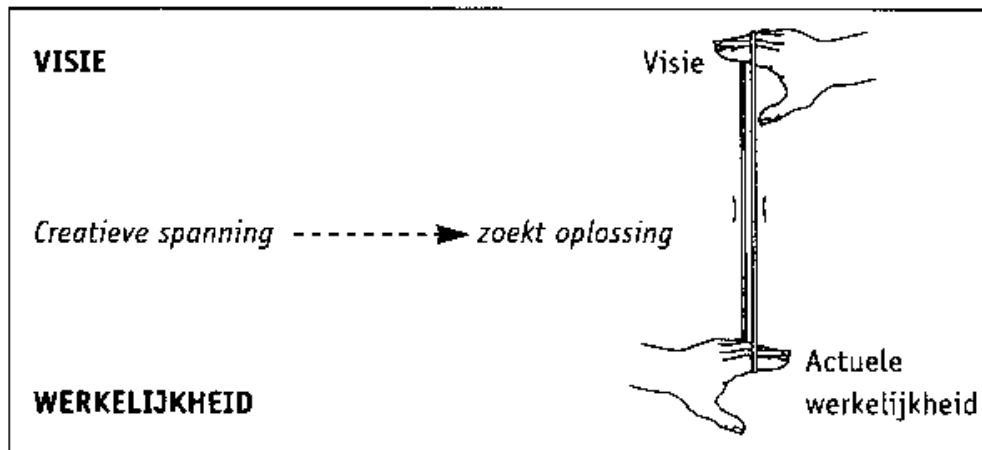 VISIE
Visie
Creatieve spanning
zoekt oplossing
Actuele
werkelijkheid
WERKELIJKHEID